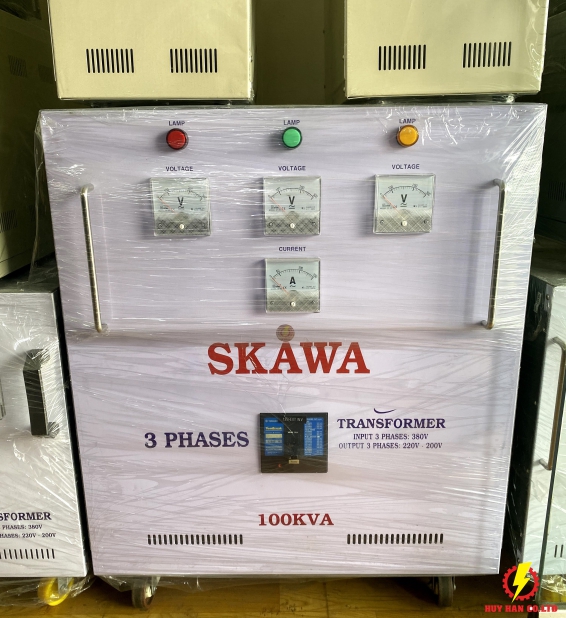 LAMP LAMP LAMP
VOLTAGE VOLTAGE VOLTAGE
V V V
CURRENT
A
SKAWA
3 PHASES
TRANSFORMER
INPUT 3 PHASES: 380V
OUTPUT 3 PHASES: 220V - 200V
100KVA
SFORMER
PHASES: 380V
PHASES: 220V - 200V
HUY HAN CO.LTD